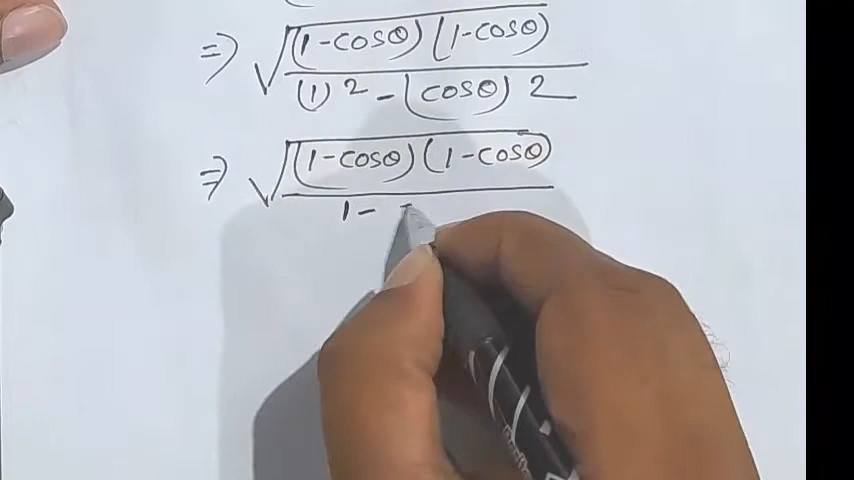 => √(1-cosθ)(1-cosθ)
(1)² - (cosθ)2
=> √(1-cosθ)(1-cosθ)
1-